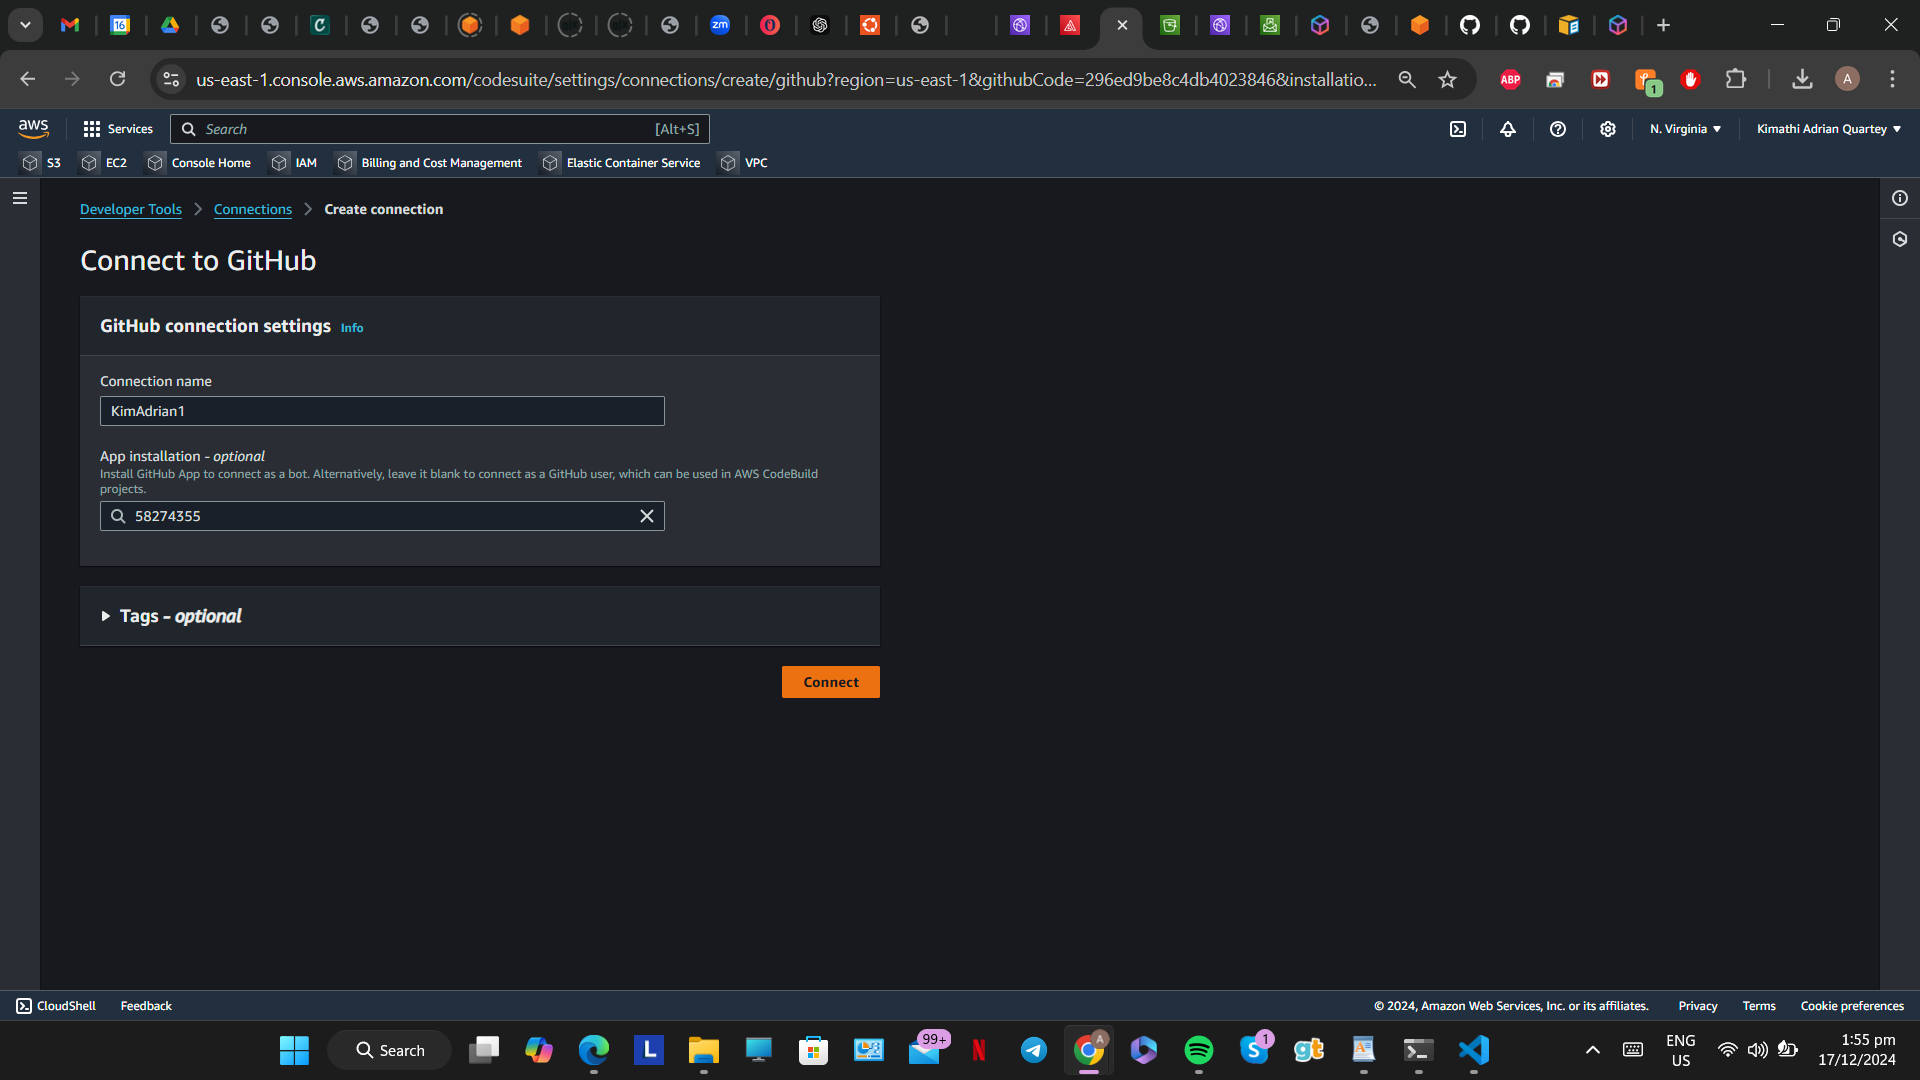 16
C
zm
us-east-1.console.aws.amazon.com/codesuite/settings/connections/create/github?region=us-east-1&githubCode=296ed9be8c4db4023846&installatio...
ABP
1
A
aws
Services
Search
[Alt+S]
N. Virginia
Kimathi Adrian Quartey
S3
EC2
Console Home
IAM
Billing and Cost Management
Elastic Container Service
VPC
Developer Tools
Connections
Create connection
Connect to GitHub
GitHub connection settings Info
Connection name
KimAdrian1
App installation - optional
Install GitHub App to connect as a bot. Alternatively, leave it blank to connect as a GitHub user, which can be used in AWS CodeBuild
projects.
58274355
Tags - optional
Connect
CloudShell
Feedback
© 2024, Amazon Web Services, Inc. or its affiliates.
Privacy
Terms
Cookie preferences
Search
L
99+
N
A
S
1
gt
ENG
US
1:55 pm
17/12/2024